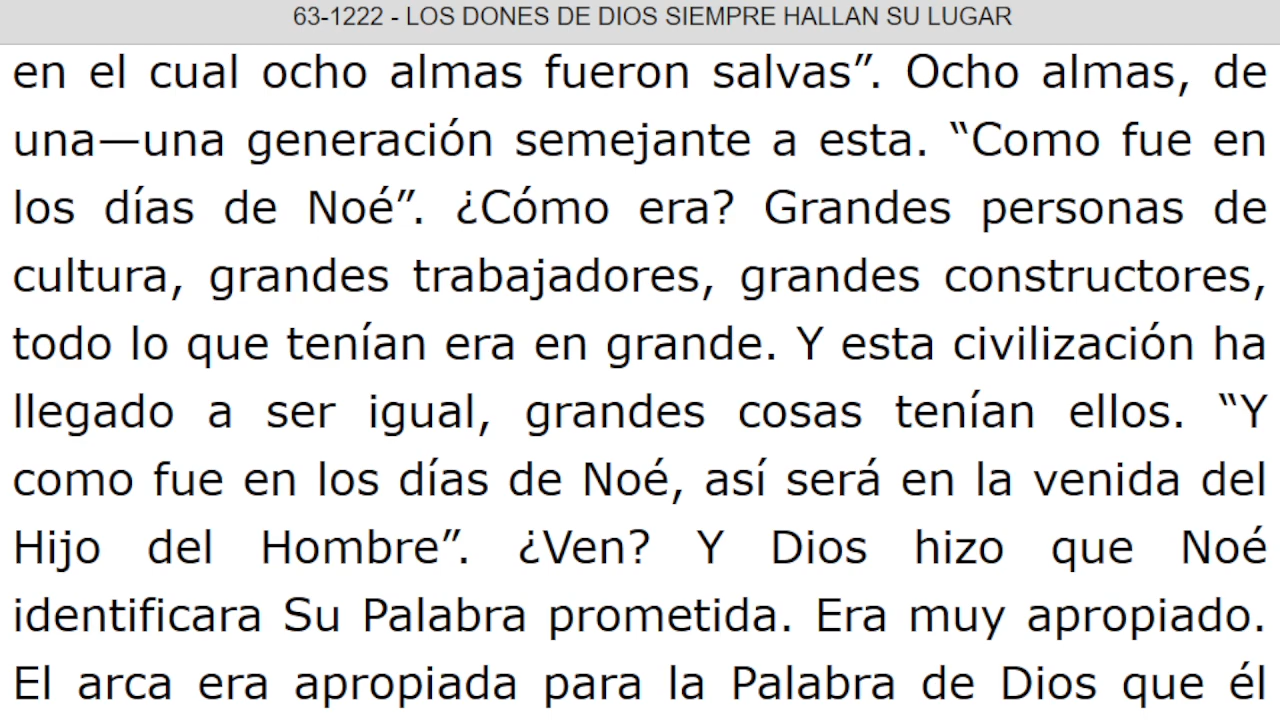 63-1222 - LOS DONES DE DIOS SIEMPRE HALLAN SU LUGAR
en el cual ocho almas fueron salvas”. Ocho almas, de
una—una generación semejante a esta. “Como fue en
los días de Noé”. ¿Cómo era? Grandes personas de
cultura, grandes trabajadores, grandes constructores,
todo lo que tenían era en grande. Y esta civilización ha
llegado a ser igual, grandes cosas tenían ellos. “Y
como fue en los días de Noé, así será en la venida del
Hijo del Hombre”. ¿Ven? Y Dios hizo que Noé
identificara Su Palabra prometida. Era muy apropiado.
El arca era apropiada para la Palabra de Dios que él